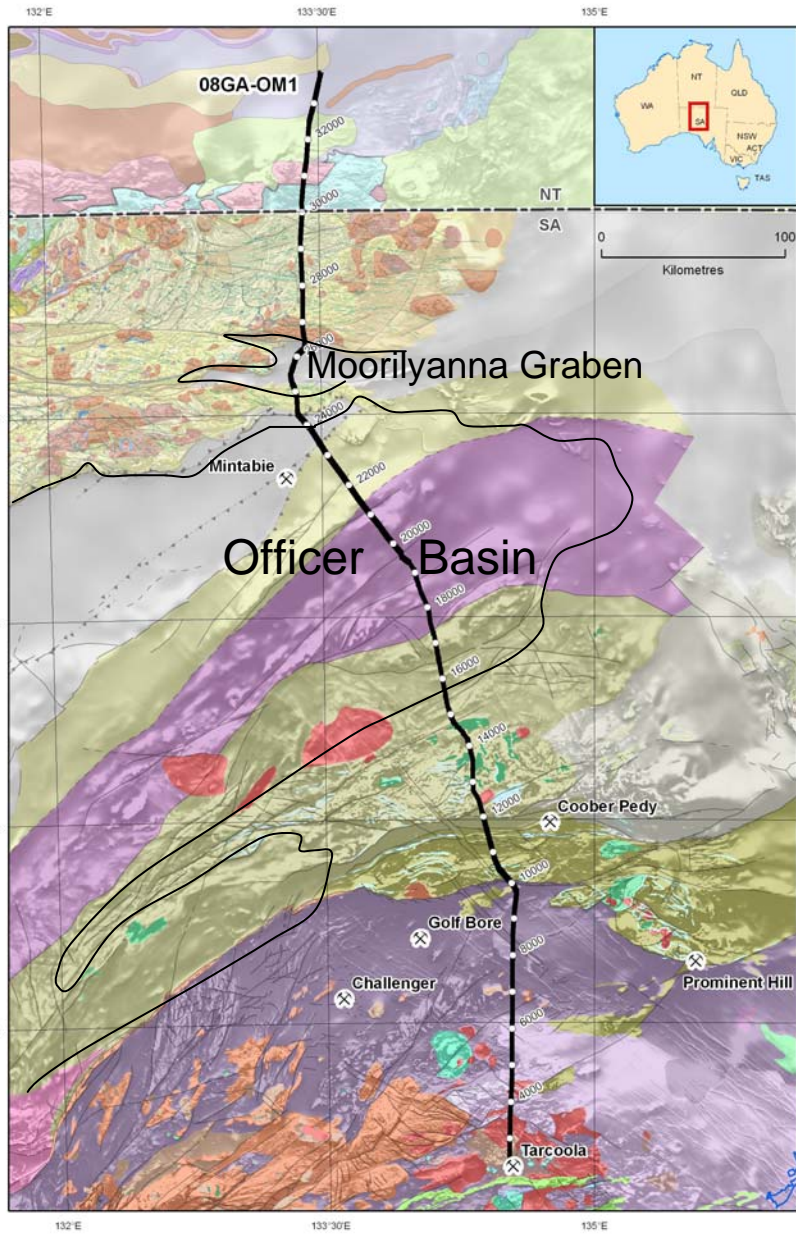 132°E 133°30'E 135°E
08GA-OM1
NT
WA
QLD
SA
NSW
ACT
VIC
TAS
32000
30000
NT
SA
0 100
Kilometres
28000
26000
Moorilyanna Graben
24000
Mintabie
22000
20000
Officer Basin
18000
16000
14000
12000
Coober Pedy
10000
Golf Bore
8000
Prominent Hill
Challenger
6000
4000
Tarcoola
132°E 133°30'E 135°E